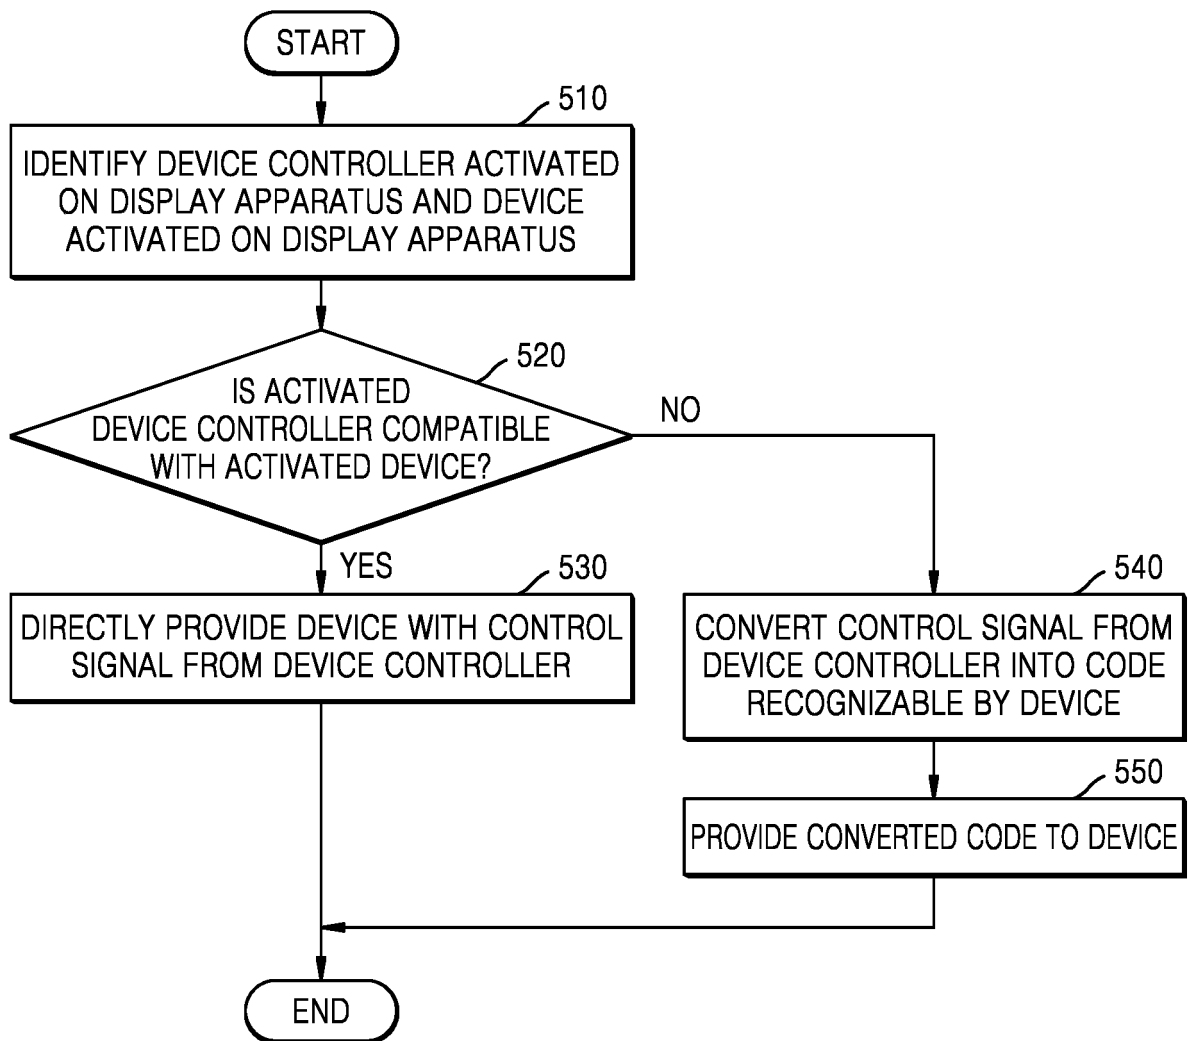 START
510
IDENTIFY DEVICE CONTROLLER ACTIVATED
ON DISPLAY APPARATUS AND DEVICE
ACTIVATED ON DISPLAY APPARATUS
520
IS ACTIVATED
DEVICE CONTROLLER COMPATIBLE
WITH ACTIVATED DEVICE?
NO
YES
530
DIRECTLY PROVIDE DEVICE WITH CONTROL
SIGNAL FROM DEVICE CONTROLLER
540
CONVERT CONTROL SIGNAL FROM
DEVICE CONTROLLER INTO CODE
RECOGNIZABLE BY DEVICE
550
PROVIDE CONVERTED CODE TO DEVICE
END